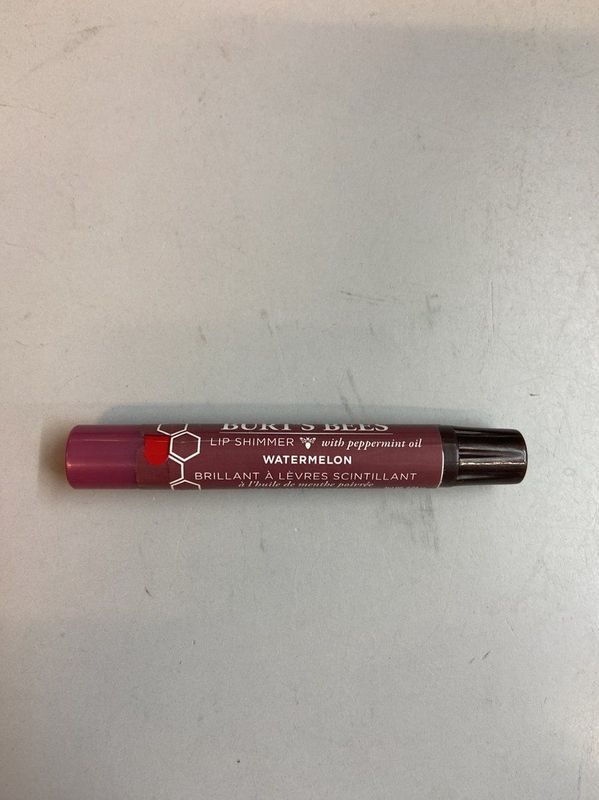 BURT'S BEES
LIP SHIMMER with peppermint oil
WATERMELON
BRILLANT À LÈVRES SCINTILLANT
à l'huile de menthe poivrée